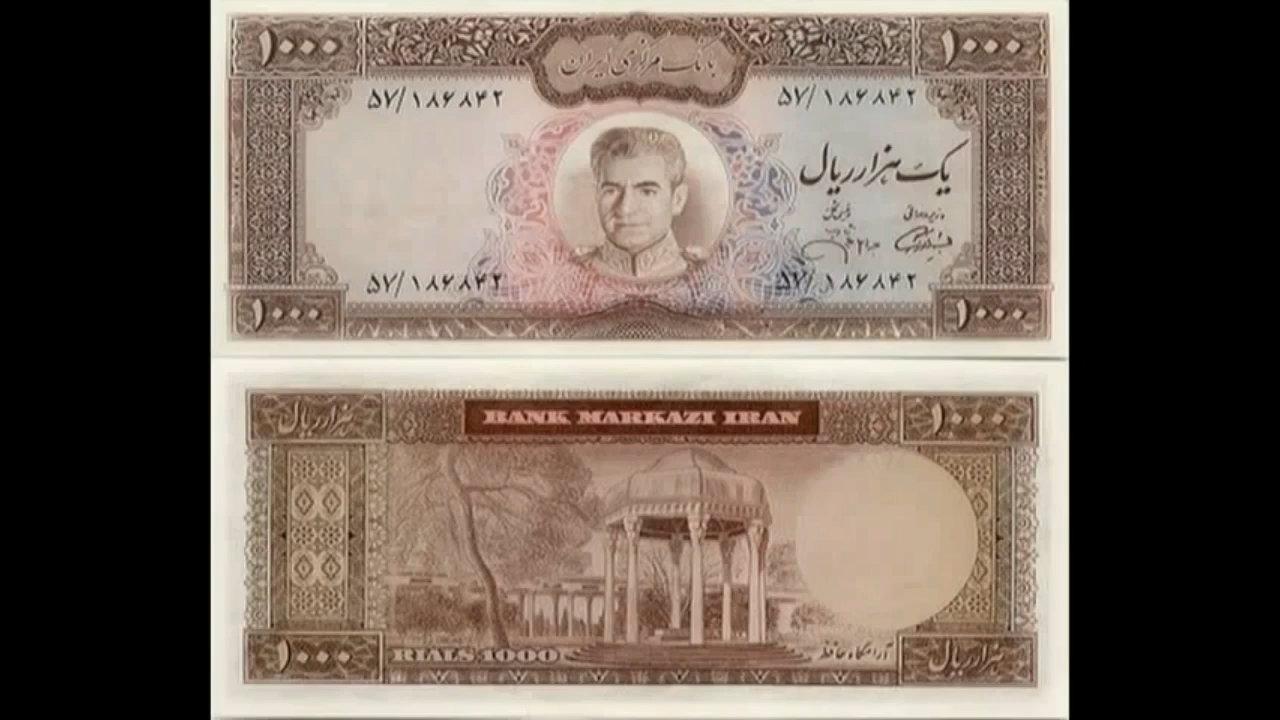 ۱۰۰۰
بانک مرکزی ایران
۱۰۰۰
۵۷/۱۸۶۸۴۲
۵۷/۱۸۶۸۴۲
یک هزار ریال
۵۷/۱۸۶۸۴۲
۵۷/۱۸۶۸۴۲
۱۰۰۰
۱۰۰۰
هزار ریال
BANK MARKAZI IRAN
۱۰۰۰
۱۰۰۰
RIALS 1000
آرامگاه حافظ
هزار ریال